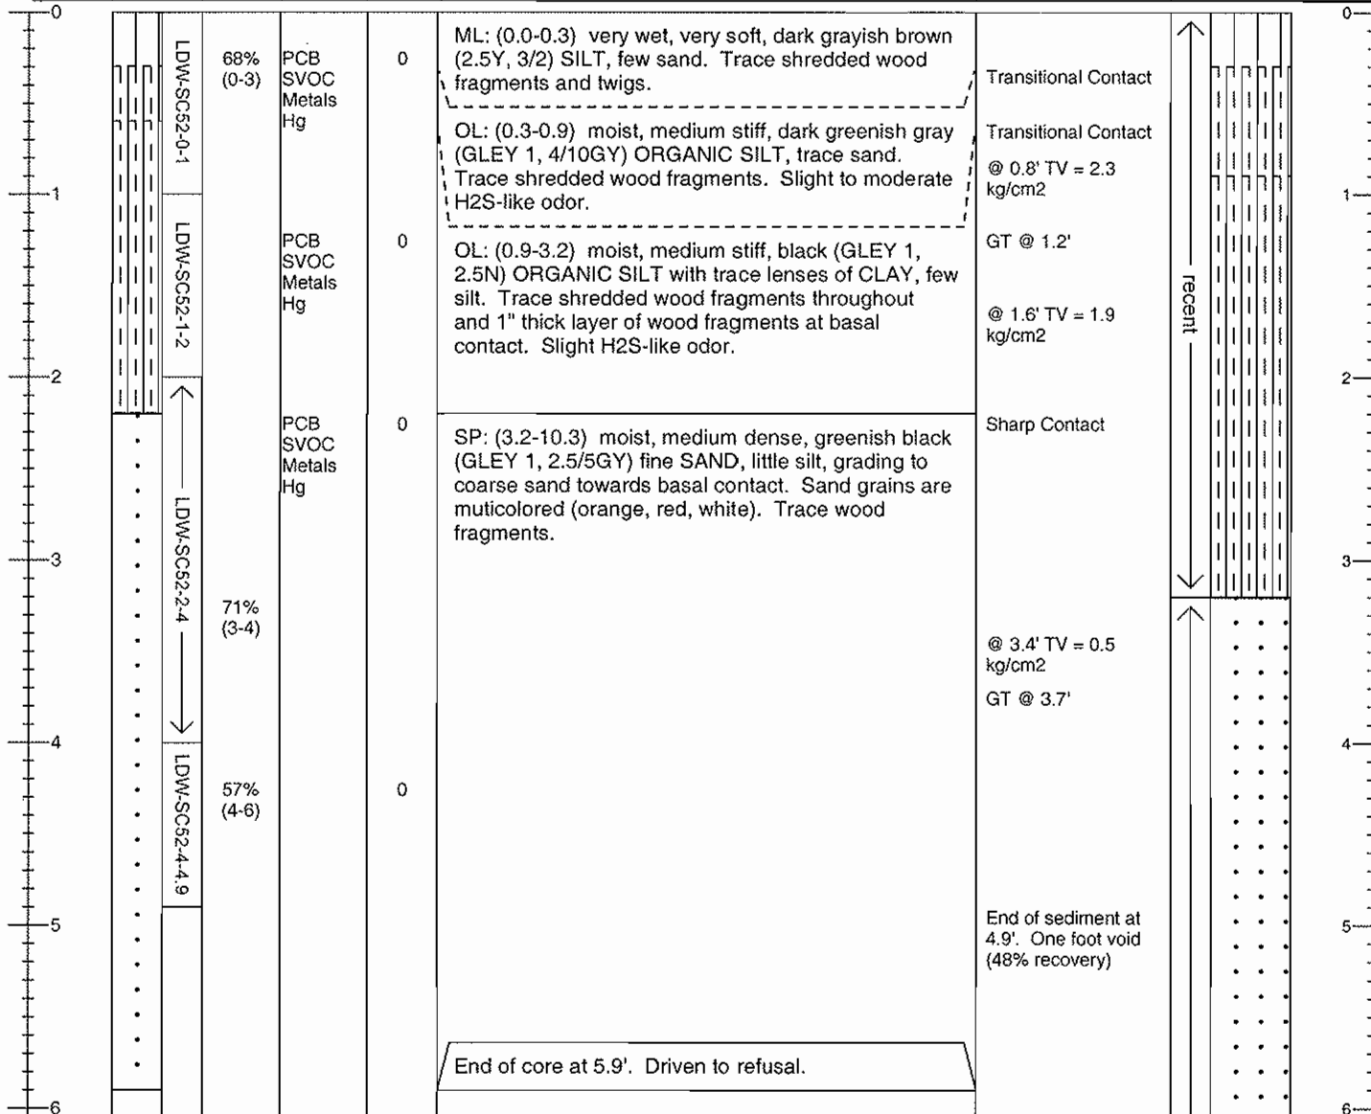 0
1
2
3
4
5
6
LDW-SC52-0-1
LDW-SC52-1-2
LDW-SC52-2-4
LDW-SC52-4-4.9
68%
(0-3)
71%
(3-4)
57%
(4-6)
PCB
SVOC
Metals
Hg
PCB
SVOC
Metals
Hg
PCB
SVOC
Metals
Hg
0
0
0
0
ML: (0.0-0.3) very wet, very soft, dark grayish brown
(2.5Y, 3/2) SILT, few sand. Trace shredded wood
fragments and twigs.
OL: (0.3-0.9) moist, medium stiff, dark greenish gray
(GLEY 1, 4/10GY) ORGANIC SILT, trace sand.
Trace shredded wood fragments. Slight to moderate
H2S-like odor.
OL: (0.9-3.2) moist, medium stiff, black (GLEY 1,
2.5N) ORGANIC SILT with trace lenses of CLAY, few
silt. Trace shredded wood fragments throughout
and 1" thick layer of wood fragments at basal
contact. Slight H2S-like odor.
SP: (3.2-10.3) moist, medium dense, greenish black
(GLEY 1, 2.5/5GY) fine SAND, little silt, grading to
coarse sand towards basal contact. Sand grains are
muticolored (orange, red, white). Trace wood
fragments.
End of core at 5.9'. Driven to refusal.
Transitional Contact
Transitional Contact
@ 0.8' TV = 2.3
kg/cm2
GT @ 1.2'
@ 1.6' TV = 1.9
kg/cm2
Sharp Contact
@ 3.4' TV = 0.5
kg/cm2
GT @ 3.7'
End of sediment at
4.9'. One foot void
(48% recovery)
recent
0
1
2
3
4
5
6